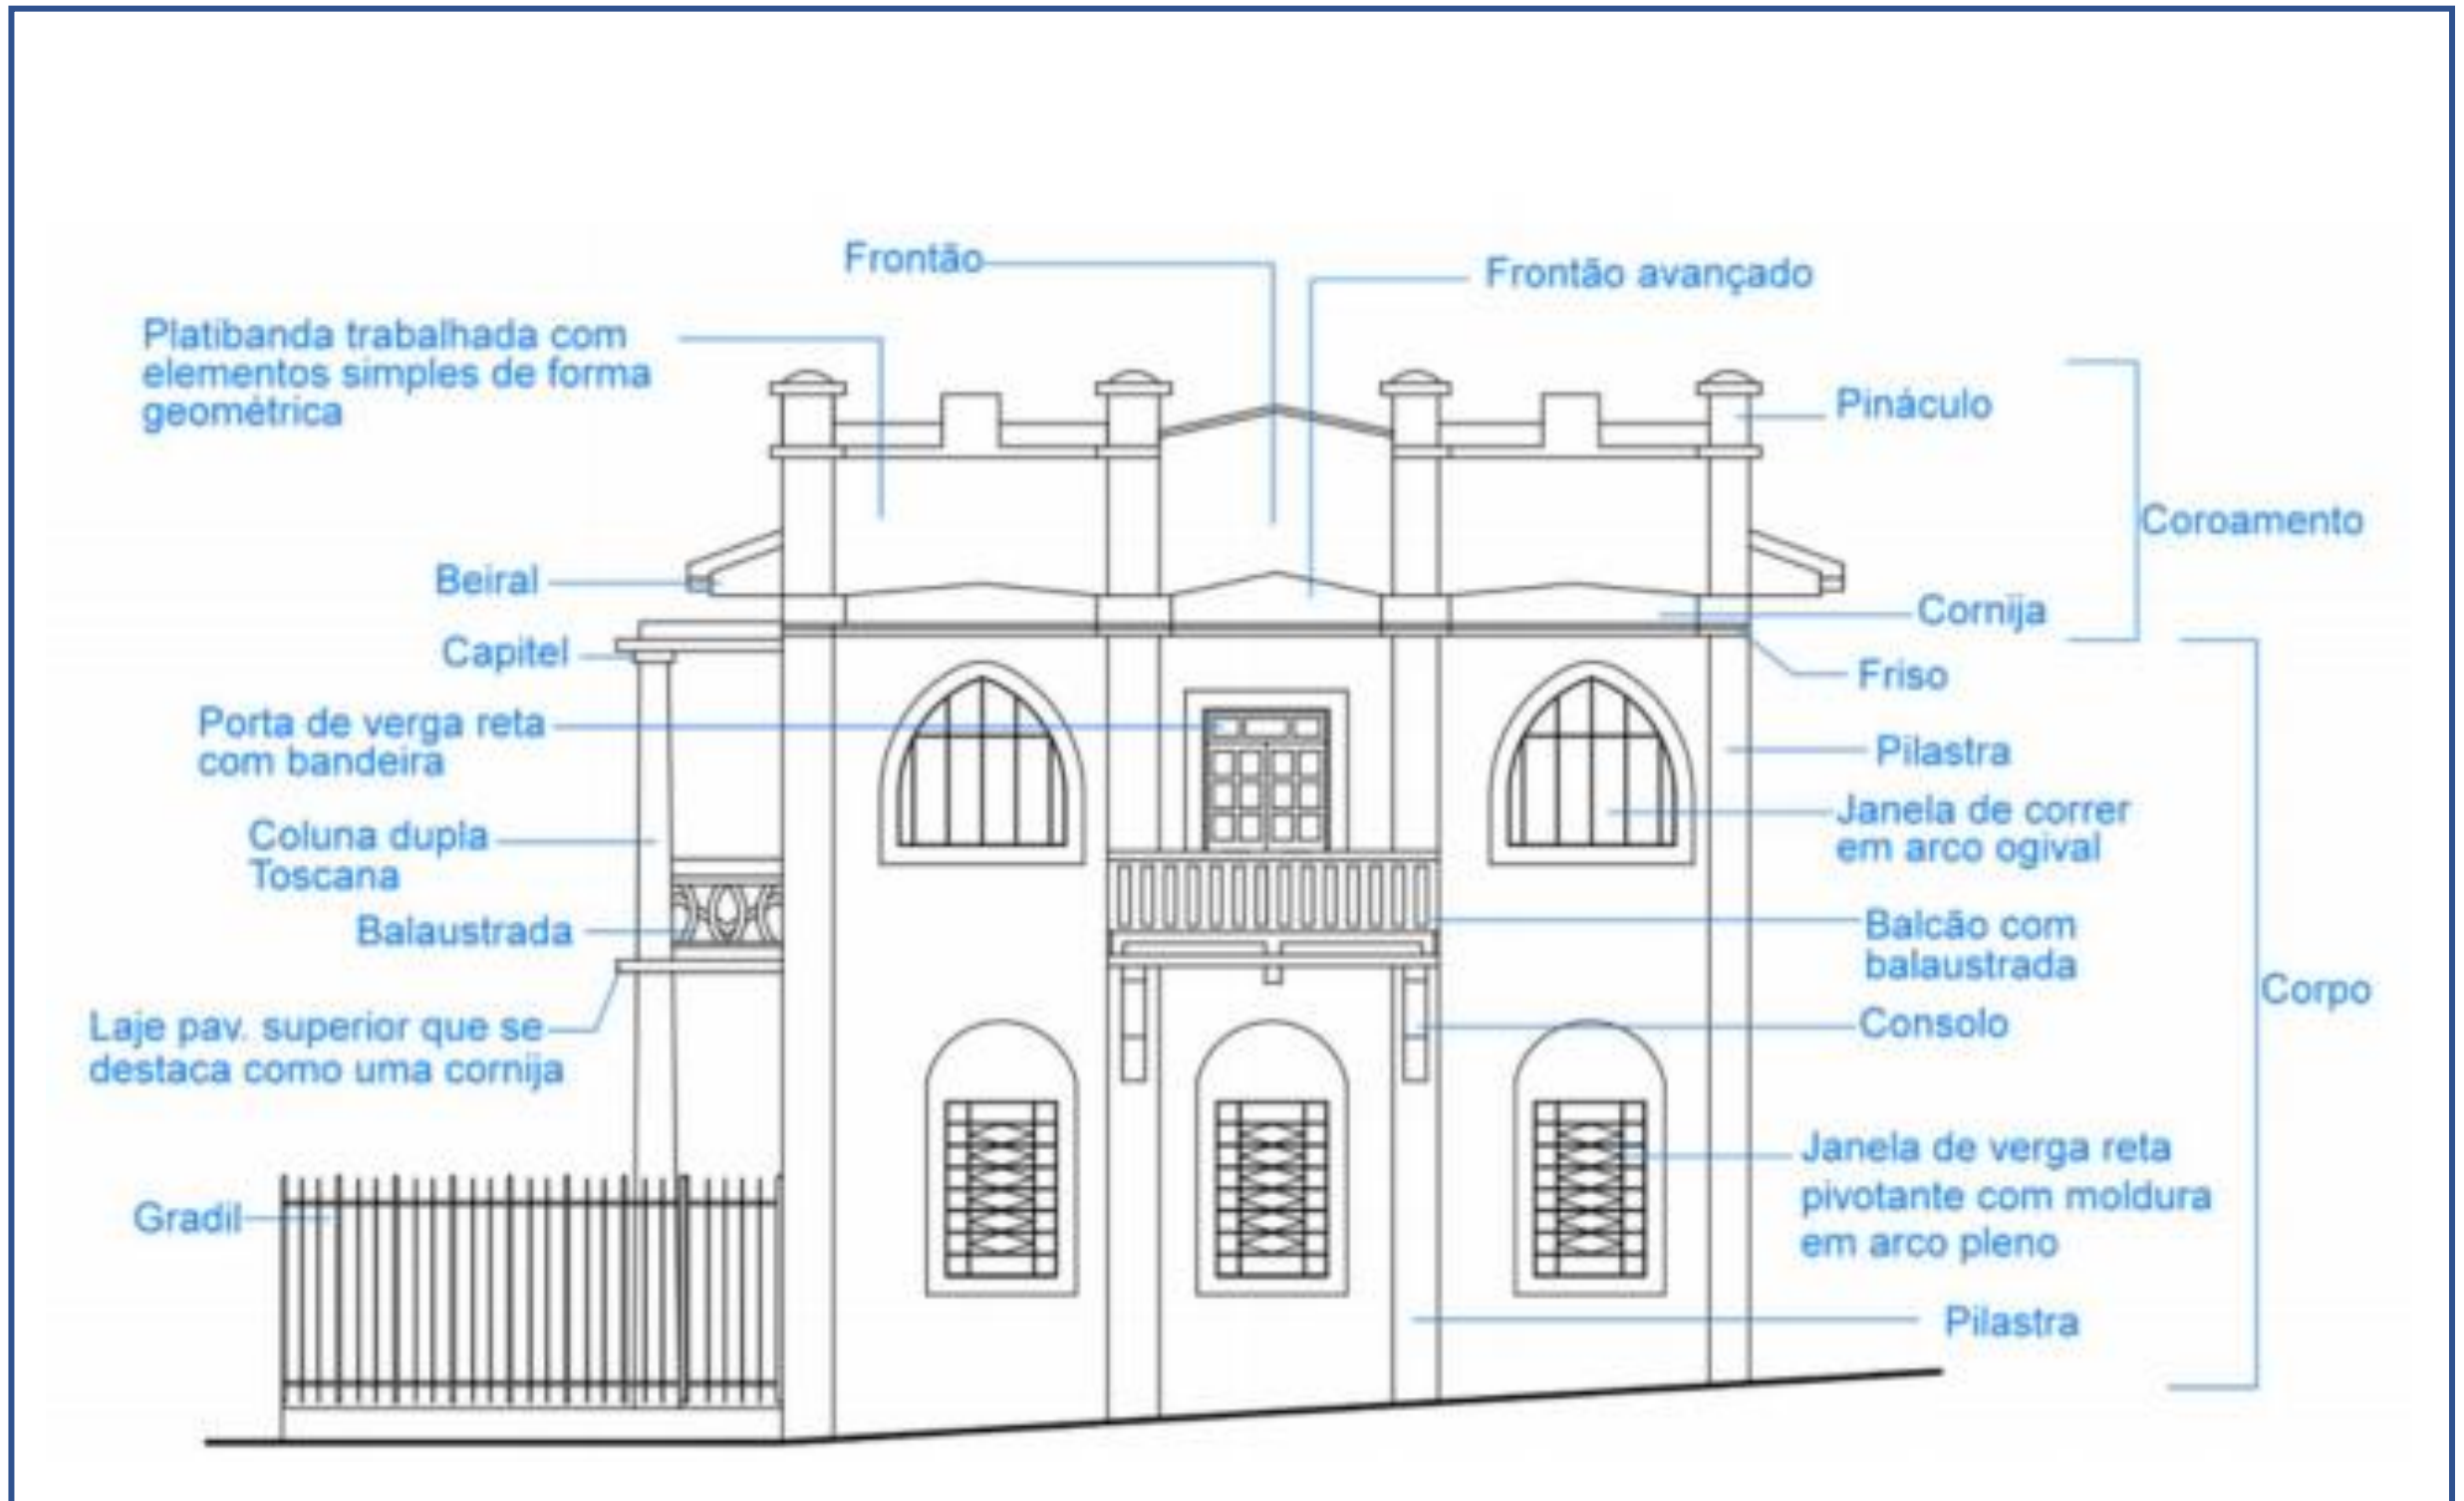 Frontão
Frontão avançado
Platibanda trabalhada com
elementos simples de forma
geométrica
Pináculo
Coroamento
Beiral
Cornija
Capitel
Friso
Porta de verga reta
com bandeira
Pilastra
Janela de correr
em arco ogival
Coluna dupla
Toscana
Balaustrada
Balcão com
balaustrada
Corpo
Laje pav. superior que se
destaca como uma cornija
Consolo
Janela de verga reta
pivotante com moldura
em arco pleno
Gradil
Pilastra